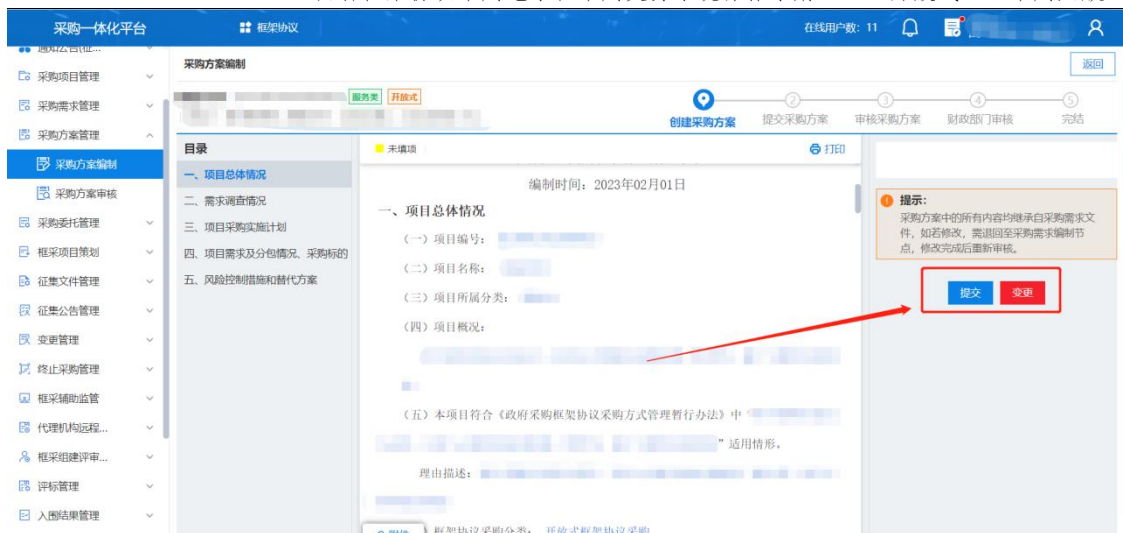 采购一体化平台
框架协议
在线用户数: 11
采购项目管理
采购需求管理
采购方案管理
采购方案编制
采购方案审核
采购委托管理
框采项目策划
征集文件管理
征集公告管理
变更管理
终止采购管理
框采辅助监管
代理机构远程...
框采组建评审...
评标管理
入围结果管理
采购方案编制
返回
服务类 开放式
创建采购方案
2
提交采购方案
3
审核采购方案
4
财政部门审核
5
完结
目录
一、项目总体情况
二、需求调查情况
三、项目采购实施计划
四、项目需求及分包情况、采购标的
五、风险控制措施和替代方案
未填项
打印
编制时间：2023年02月01日
一、项目总体情况
（一）项目编号：
（二）项目名称：
（三）项目所属分类：
（四）项目概况：
（五）本项目符合《政府采购框架协议采购方式管理暂行办法》中
”适用情形。
理由描述：
提示：
采购方案中的所有内容均继承自采购需求文
件，如若修改，需退回至采购需求编制节
点，修改完成后重新审核。
提交 变更